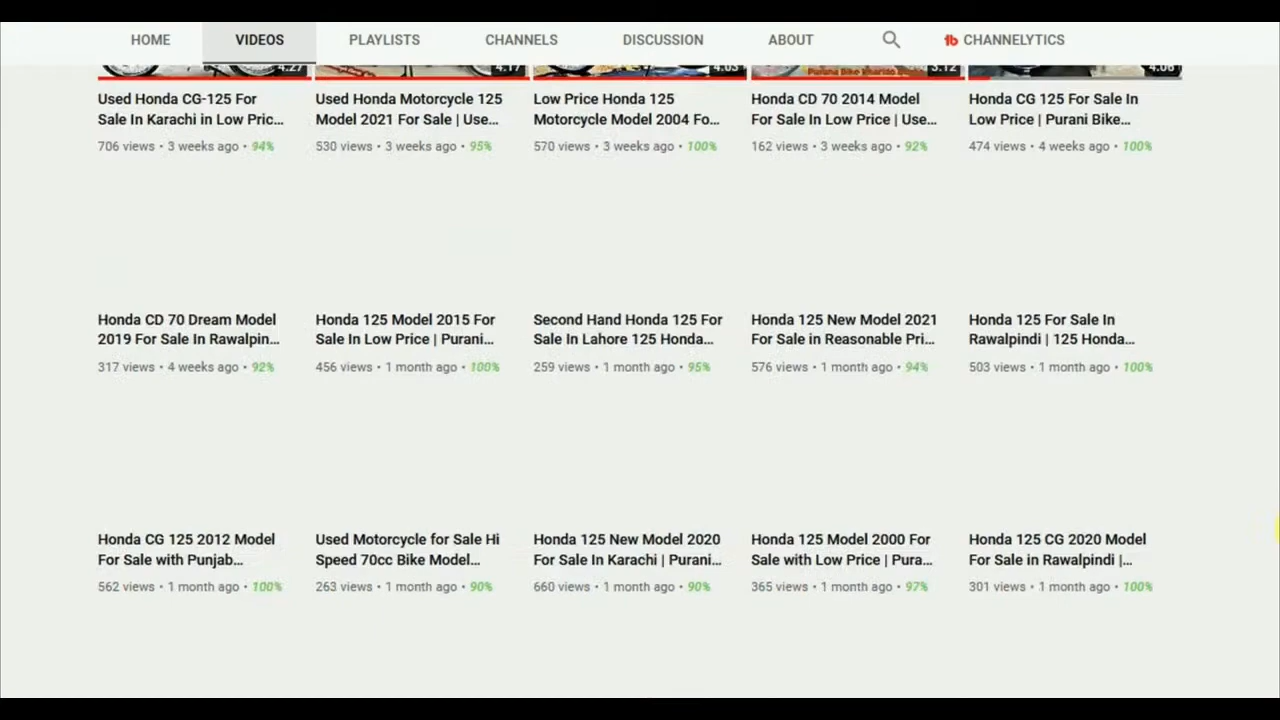 HOME VIDEOS PLAYLISTS CHANNELS DISCUSSION ABOUT CHANNELYTICS
4:27 4:17 4:03 3:12 4:06
Used Honda CG-125 For
Sale In Karachi in Low Pric...
706 views • 3 weeks ago • 94%
Used Honda Motorcycle 125
Model 2021 For Sale | Use...
530 views • 3 weeks ago • 95%
Low Price Honda 125
Motorcycle Model 2004 Fo...
570 views • 3 weeks ago • 100%
Honda CD 70 2014 Model
For Sale In Low Price | Use...
162 views • 3 weeks ago • 92%
Honda CG 125 For Sale In
Low Price | Purani Bike...
474 views • 4 weeks ago • 100%
Honda CD 70 Dream Model
2019 For Sale In Rawalpin...
317 views • 4 weeks ago • 92%
Honda 125 Model 2015 For
Sale In Low Price | Purani...
456 views • 1 month ago • 100%
Second Hand Honda 125 For
Sale In Lahore 125 Honda...
259 views • 1 month ago • 95%
Honda 125 New Model 2021
For Sale in Reasonable Pri...
576 views • 1 month ago • 94%
Honda 125 For Sale In
Rawalpindi | 125 Honda...
503 views • 1 month ago • 100%
Honda CG 125 2012 Model
For Sale with Punjab...
562 views • 1 month ago • 100%
Used Motorcycle for Sale Hi
Speed 70cc Bike Model...
263 views • 1 month ago • 90%
Honda 125 New Model 2020
For Sale In Karachi | Purani...
660 views • 1 month ago • 90%
Honda 125 Model 2000 For
Sale with Low Price | Pura...
365 views • 1 month ago • 97%
Honda 125 CG 2020 Model
For Sale in Rawalpindi |...
301 views • 1 month ago • 100%